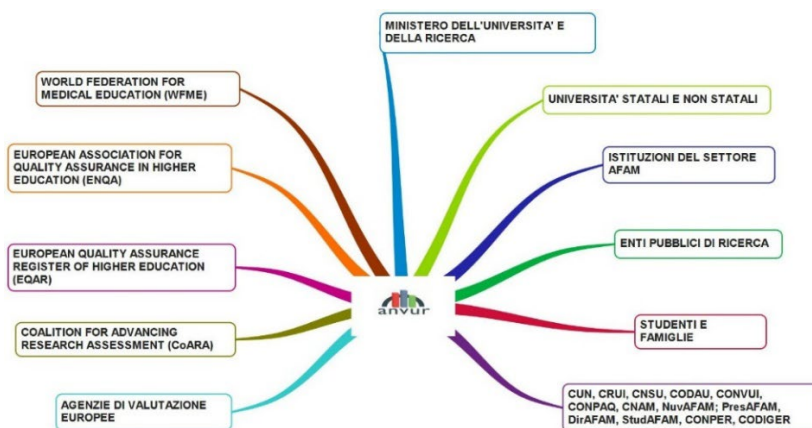 MINISTERO DELL'UNIVERSITA' E
DELLA RICERCA
WORLD FEDERATION FOR
MEDICAL EDUCATION (WFME)
UNIVERSITA' STATALI E NON STATALI
EUROPEAN ASSOCIATION FOR
QUALITY ASSURANCE IN HIGHER
EDUCATION (ENQA)
ISTITUZIONI DEL SETTORE
AFAM
EUROPEAN QUALITY ASSURANCE
REGISTER OF HIGHER EDUCATION
(EQAR)
ENTI PUBBLICI DI RICERCA
anvur
COALITION FOR ADVANCING
RESEARCH ASSESSMENT (CoARA)
STUDENTI E
FAMIGLIE
AGENZIE DI VALUTAZIONE
EUROPEE
CUN, CRUI, CNSU, CODAU, CONVUI,
CONPAQ, CNAM, NuvAFAM; PresAFAM,
DirAFAM, StudAFAM, CONPER, CODIGER